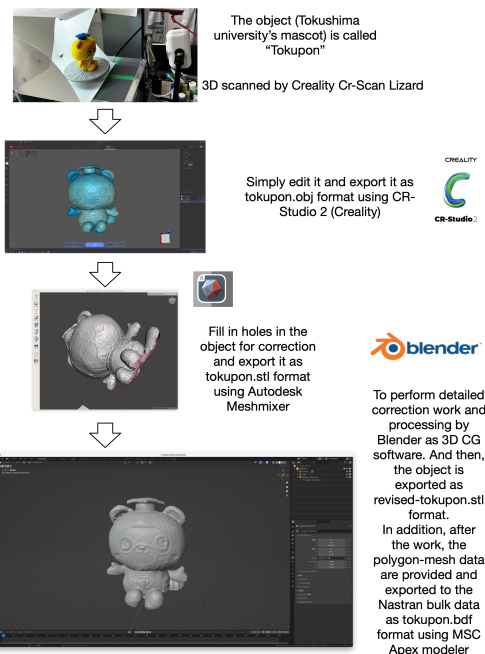 The object (Tokushima
university's mascot) is called
"Tokupon"
3D scanned by Creality Cr-Scan Lizard
Simply edit it and export it as
tokupon.obj format using CR-
Studio 2 (Creality)
CREALITY
CR-Studio2
Fill in holes in the
object for correction
and export it as
tokupon.stl format
using Autodesk
Meshmixer
blender
To perform detailed
correction work and
processing by
Blender as 3D CG
software. And then,
the object is
exported as
revised-tokupon.stl
format.
In addition, after
the work, the
polygon-mesh data
are provided and
exported to the
Nastran bulk data
as tokupon.bdf
format using MSC
Apex modeler